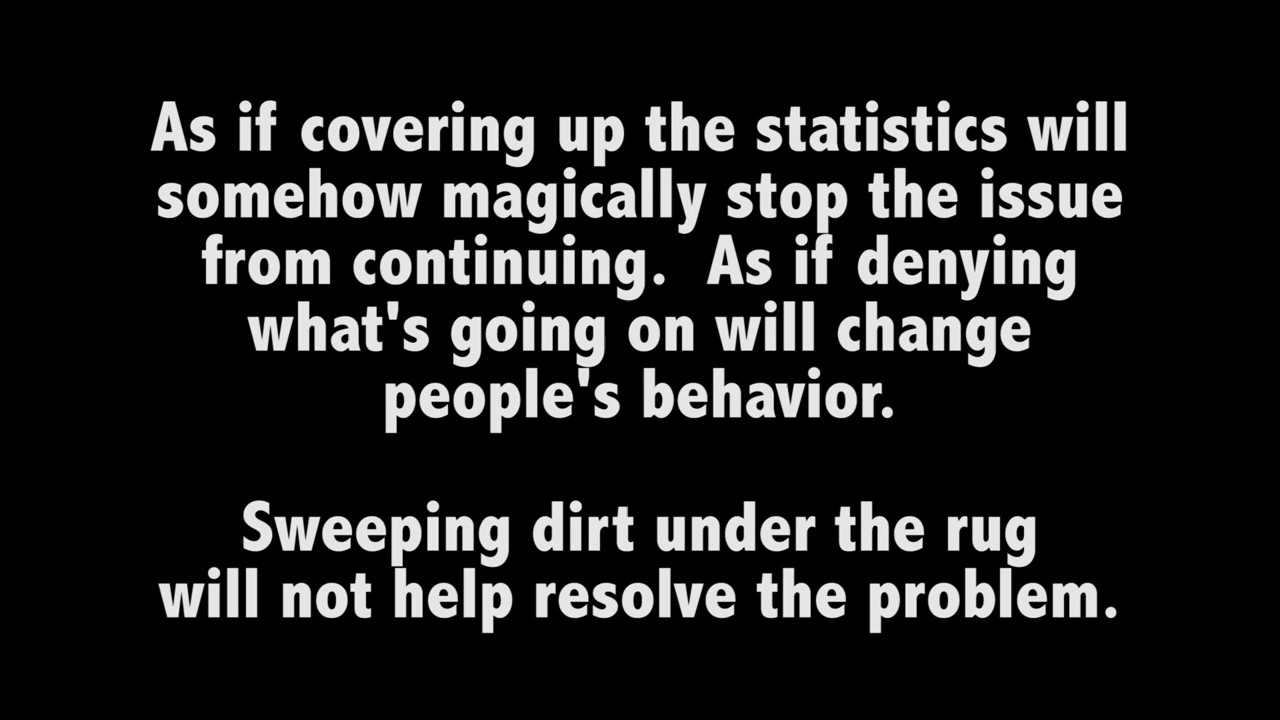 As if covering up the statistics will
somehow magically stop the issue
from continuing.  As if denying
what's going on will change
people's behavior.
Sweeping dirt under the rug
will not help resolve the problem.